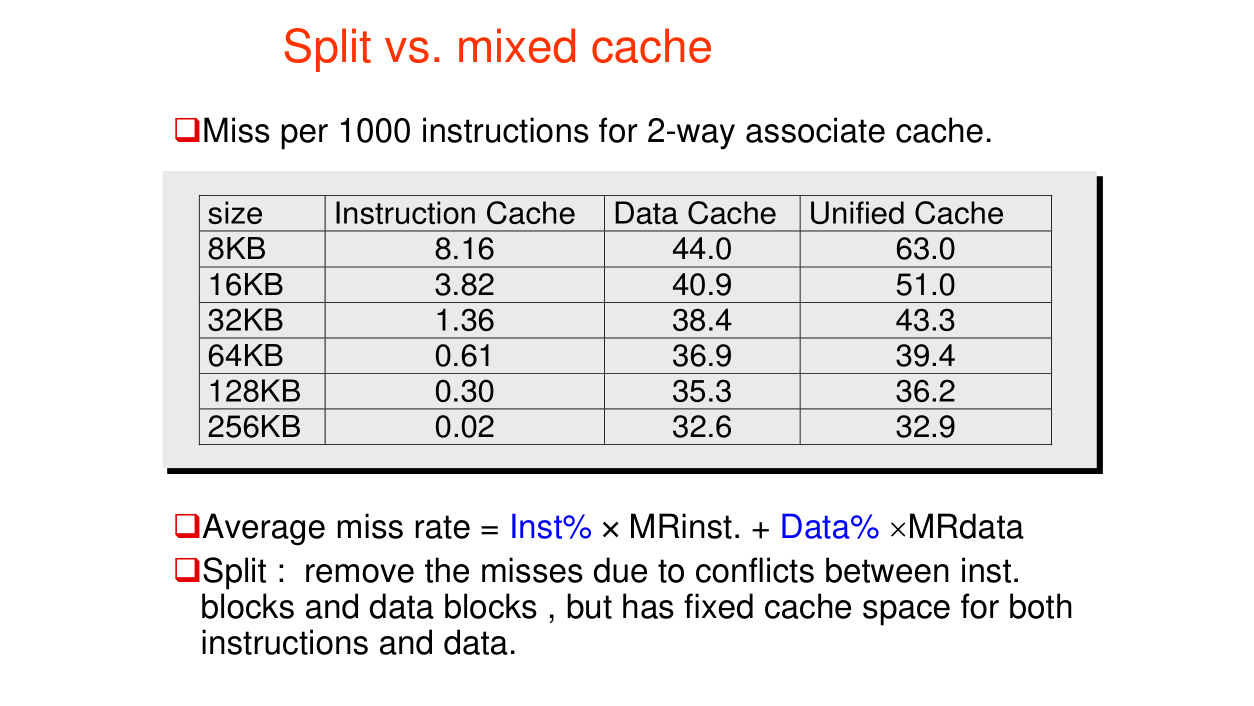 Split vs. mixed cache
❑Miss per 1000 instructions for 2-way associate cache.
size Instruction Cache Data Cache Unified Cache
8KB 8.16 44.0 63.0
16KB 3.82 40.9 51.0
32KB 1.36 38.4 43.3
64KB 0.61 36.9 39.4
128KB 0.30 35.3 36.2
256KB 0.02 32.6 32.9
❑Average miss rate = Inst% × MRinst. + Data% ×MRdata
❑Split : remove the misses due to conflicts between inst.
blocks and data blocks , but has fixed cache space for both
instructions and data.